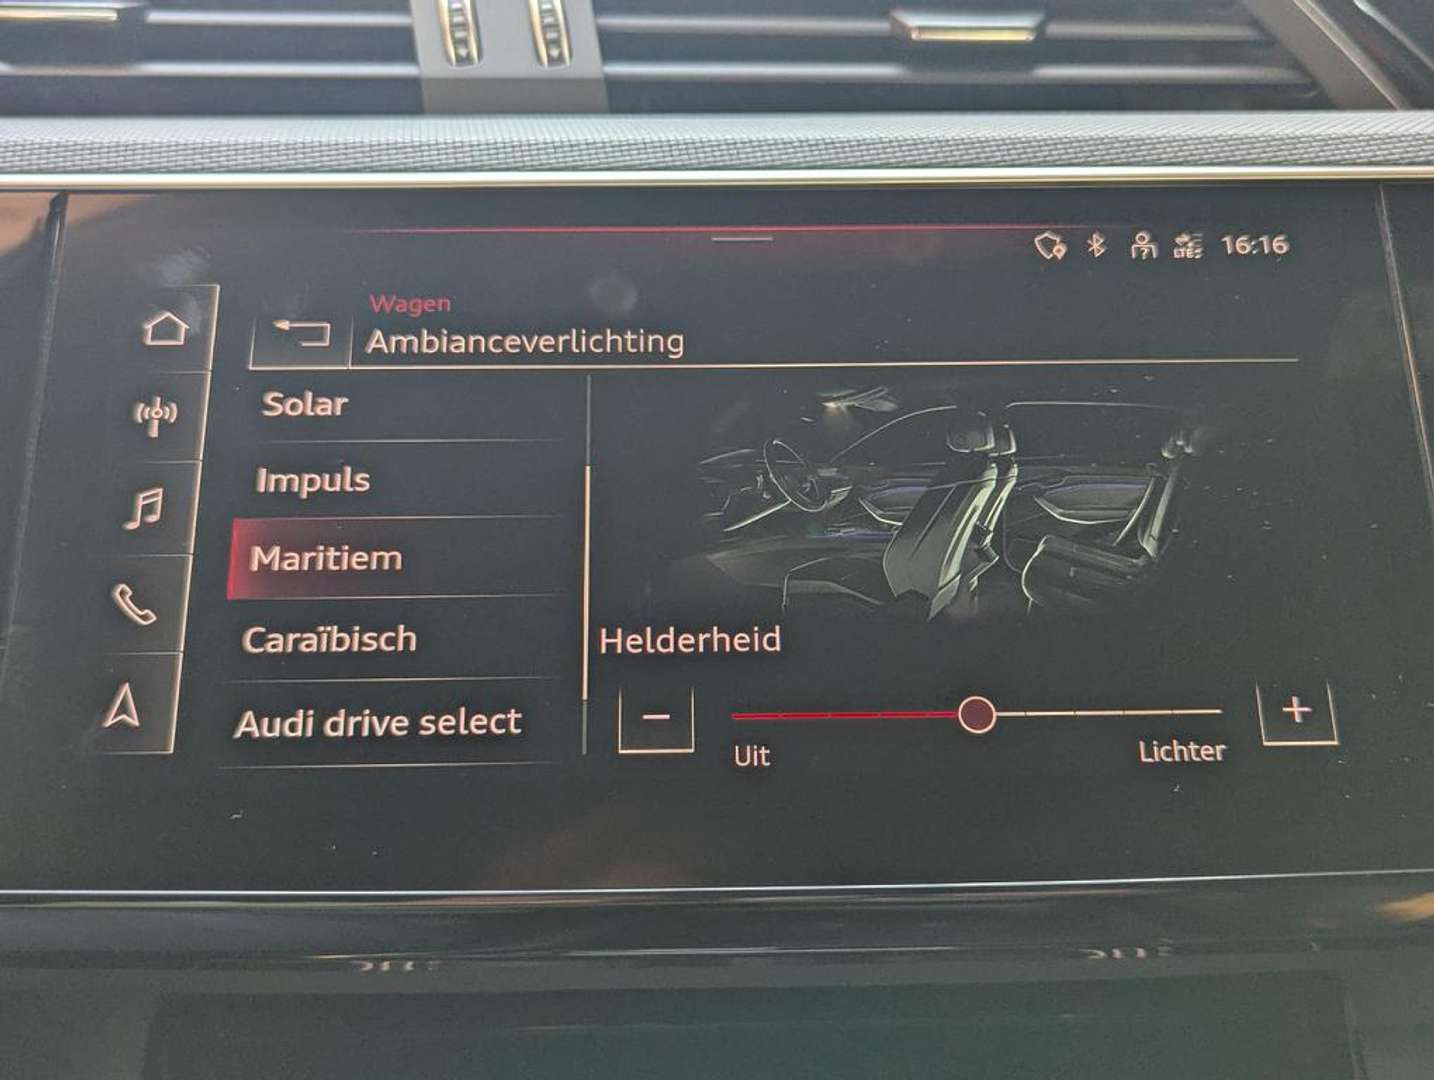 16:16
Wagen
Ambianceverlichting
Solar
Impuls
Maritiem
Caraïbisch
Audi drive select
Helderheid
Uit
Lichter